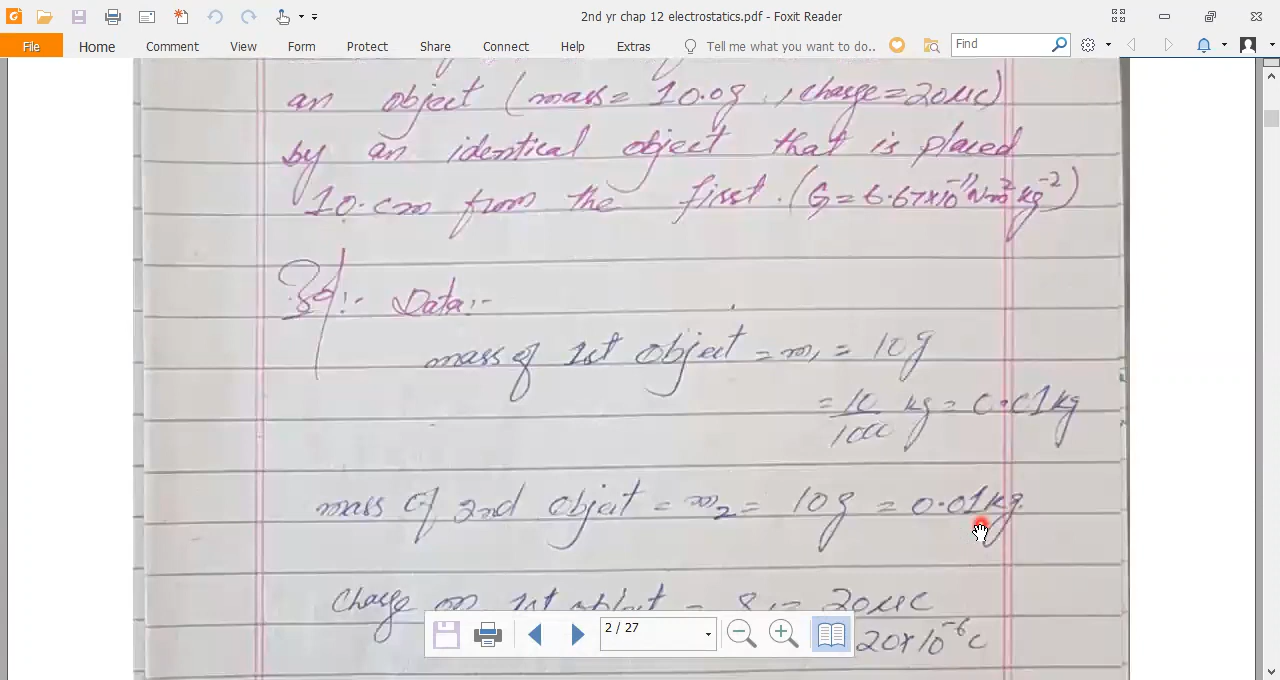 2nd yr chap 12 electrostatics.pdf - Foxit Reader
File Home Comment View Form Protect Share Connect Help Extras Tell me what you want to do.. Find
an object (mass = 10.0g , charge = 20μC)
by an identical object that is placed
10.cm from the first. (G = 6.67×10⁻¹¹ Nm² kg⁻²)
Sol:- Data:-
mass of 1st object = m₁ = 10g
= 10/1000 kg = 0.01kg
mass of 2nd object = m₂ = 10g = 0.01kg.
Charge on 1st object = q₁ = 20μC
20×10⁻⁶C
2 / 27